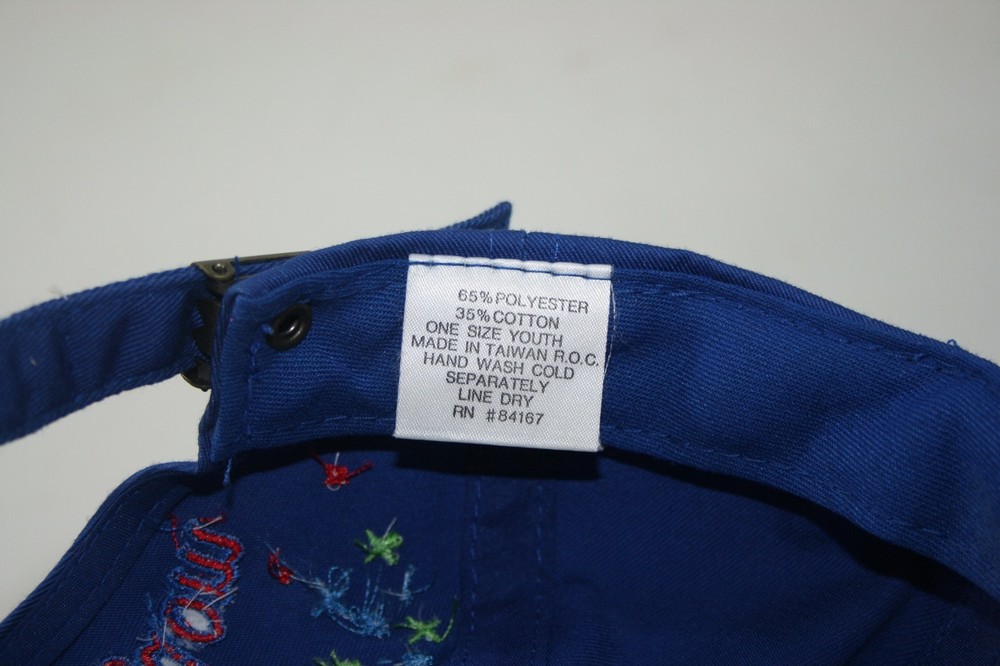 65% POLYESTER
35% COTTON
ONE SIZE YOUTH
MADE IN TAIWAN R.O.C.
HAND WASH COLD
SEPARATELY
LINE DRY
RN #84167